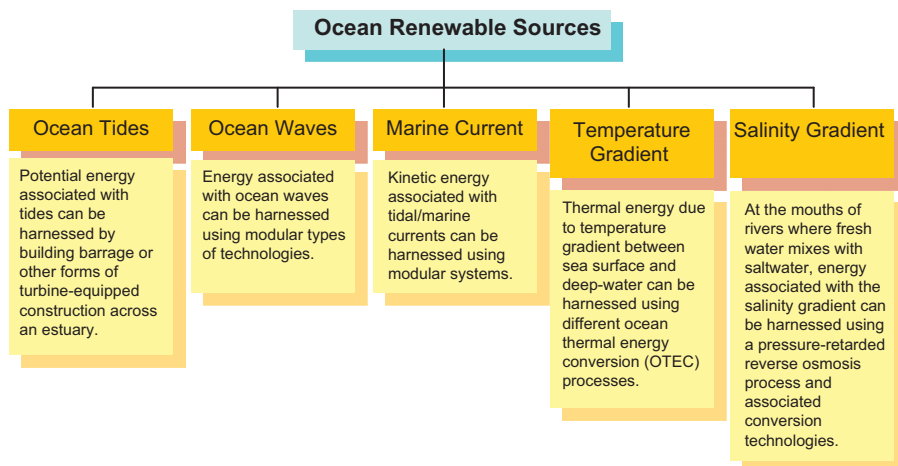 Ocean Renewable Sources
Ocean Tides
Potential energy
associated with
tides can be
harnessed by
building barrage or
other forms of
turbine-equipped
construction across
an estuary.
Ocean Waves
Energy associated
with ocean waves
can be harnessed
using modular types
of technologies.
Marine Current
Kinetic energy
associated with
tidal/marine
currents can be
harnessed using
modular systems.
Temperature
Gradient
Thermal energy due
to temperature
gradient between
sea surface and
deep-water can be
harnessed using
different ocean
thermal energy
conversion (OTEC)
processes.
Salinity Gradient
At the mouths of
rivers where fresh
water mixes with
saltwater, energy
associated with the
salinity gradient can
be harnessed using
a pressure-retarded
reverse osmosis
process and
associated
conversion
technologies.